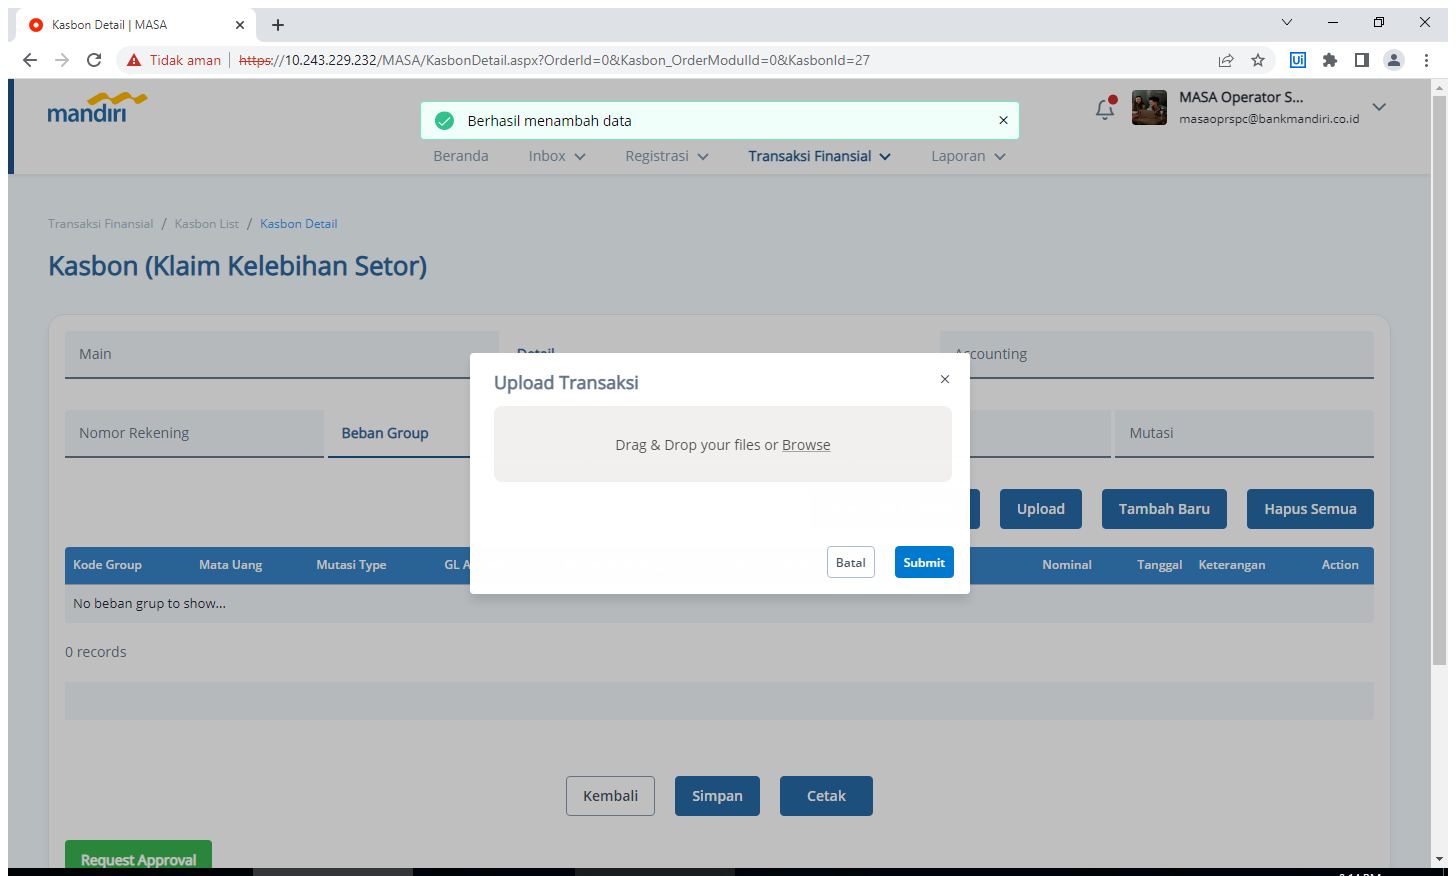 Kasbon Detail | MASA
Tidak aman
https://10.243.229.232/MASA/KasbonDetail.aspx?OrderId=0&Kasbon_OrderModulId=0&KasbonId=27
Ui
mandiri
Berhasil menambah data
MASA Operator S...
masaoprspc@bankmandiri.co.id
Beranda Inbox Registrasi Transaksi Finansial Laporan
Transaksi Finansial / Kasbon List / Kasbon Detail
Kasbon (Klaim Kelebihan Setor)
Main Detail Accounting
Upload Transaksi
Drag & Drop your files or Browse
Batal Submit
Nomor Rekening Beban Group Mutasi
Upload Tambah Baru Hapus Semua
Kode Group Mata Uang Mutasi Type GL A Nominal Tanggal Keterangan Action
No beban grup to show...
0 records
Kembali Simpan Cetak
Request Approval